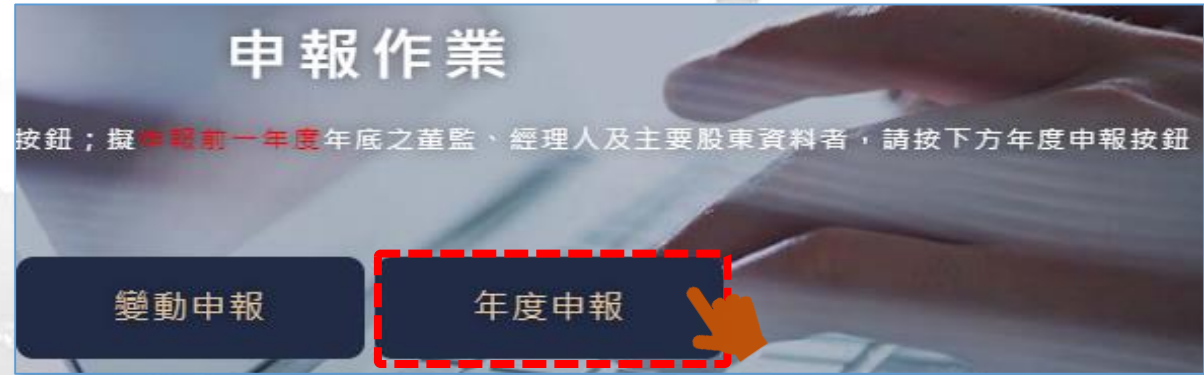 申報作業
按鈕；擬申報前一年度年底之董監、經理人及主要股東資料者，請按下方年度申報按鈕
變動申報
年度申報